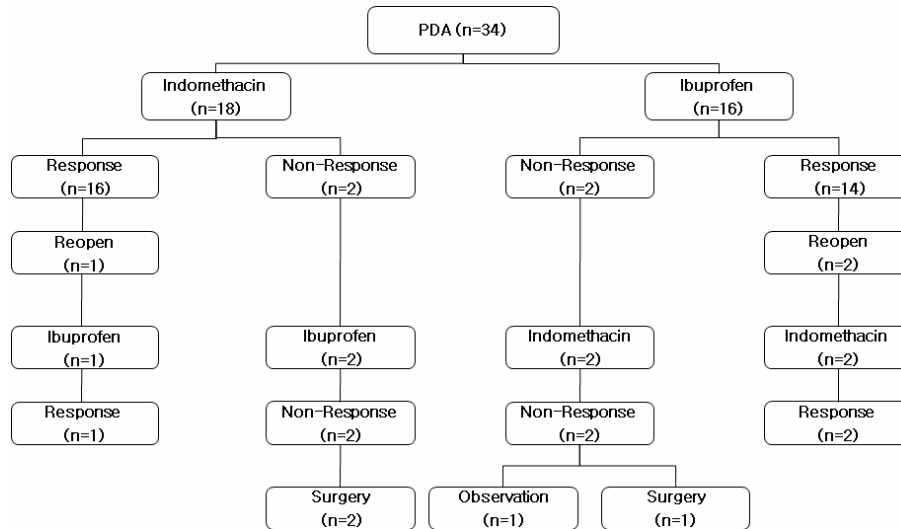 PDA (n=34)
Indomethacin
(n=18)
Ibuprofen
(n=16)
Response
(n=16)
Non-Response
(n=2)
Non-Response
(n=2)
Response
(n=14)
Reopen
(n=1)
Reopen
(n=2)
Ibuprofen
(n=1)
Ibuprofen
(n=2)
Indomethacin
(n=2)
Indomethacin
(n=2)
Response
(n=1)
Non-Response
(n=2)
Non-Response
(n=2)
Response
(n=2)
Surgery
(n=2)
Observation
(n=1)
Surgery
(n=1)